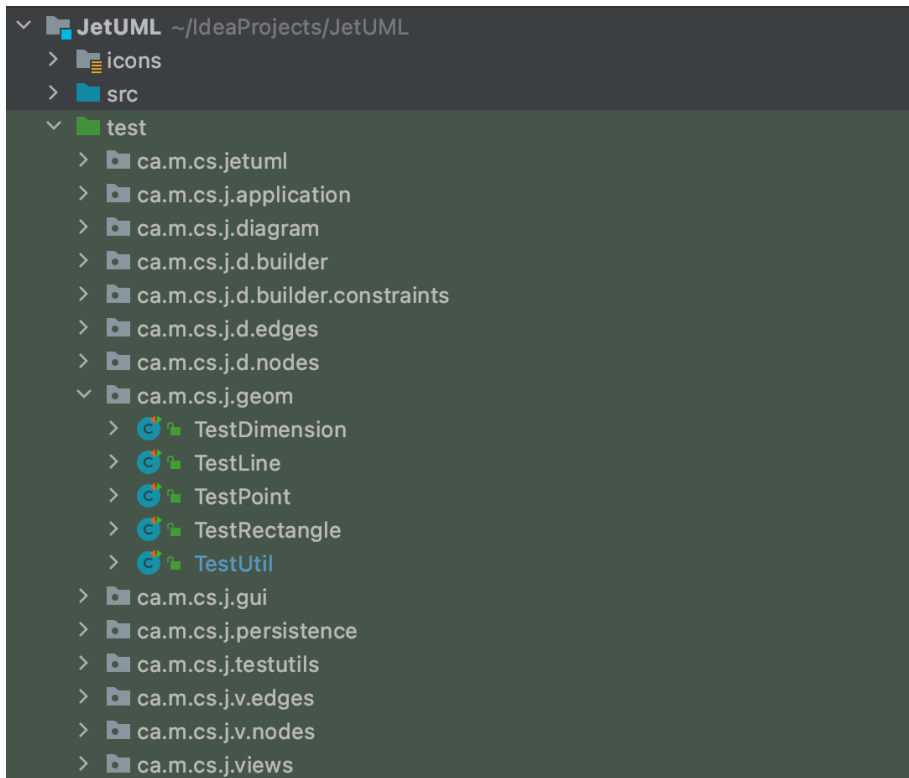 JetUML ~/IdeaProjects/JetUML
icons
src
test
ca.m.cs.jetuml
ca.m.cs.j.application
ca.m.cs.j.diagram
ca.m.cs.j.d.builder
ca.m.cs.j.d.builder.constraints
ca.m.cs.j.d.edges
ca.m.cs.j.d.nodes
ca.m.cs.j.geom
C TestDimension
C TestLine
C TestPoint
C TestRectangle
C TestUtil
ca.m.cs.j.gui
ca.m.cs.j.persistence
ca.m.cs.j.testutils
ca.m.cs.j.v.edges
ca.m.cs.j.v.nodes
ca.m.cs.j.views